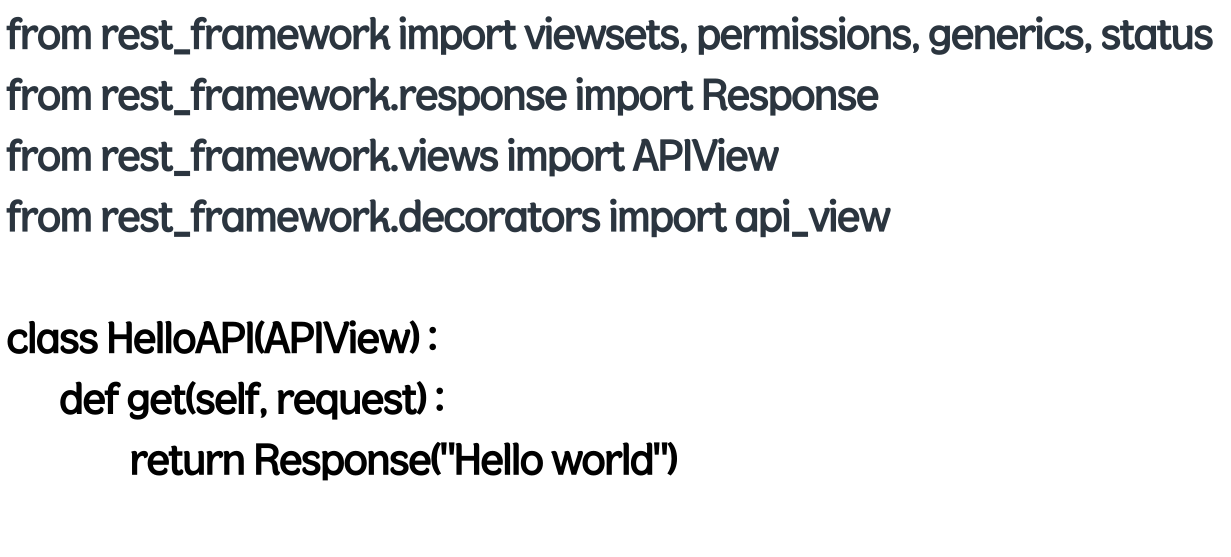 from rest_framework import viewsets, permissions, generics, status
from rest_framework.response import Response
from rest_framework.views import APIView
from rest_framework.decorators import api_view
class HelloAPI(APIView) :
def get(self, request) :
return Response("Hello world")